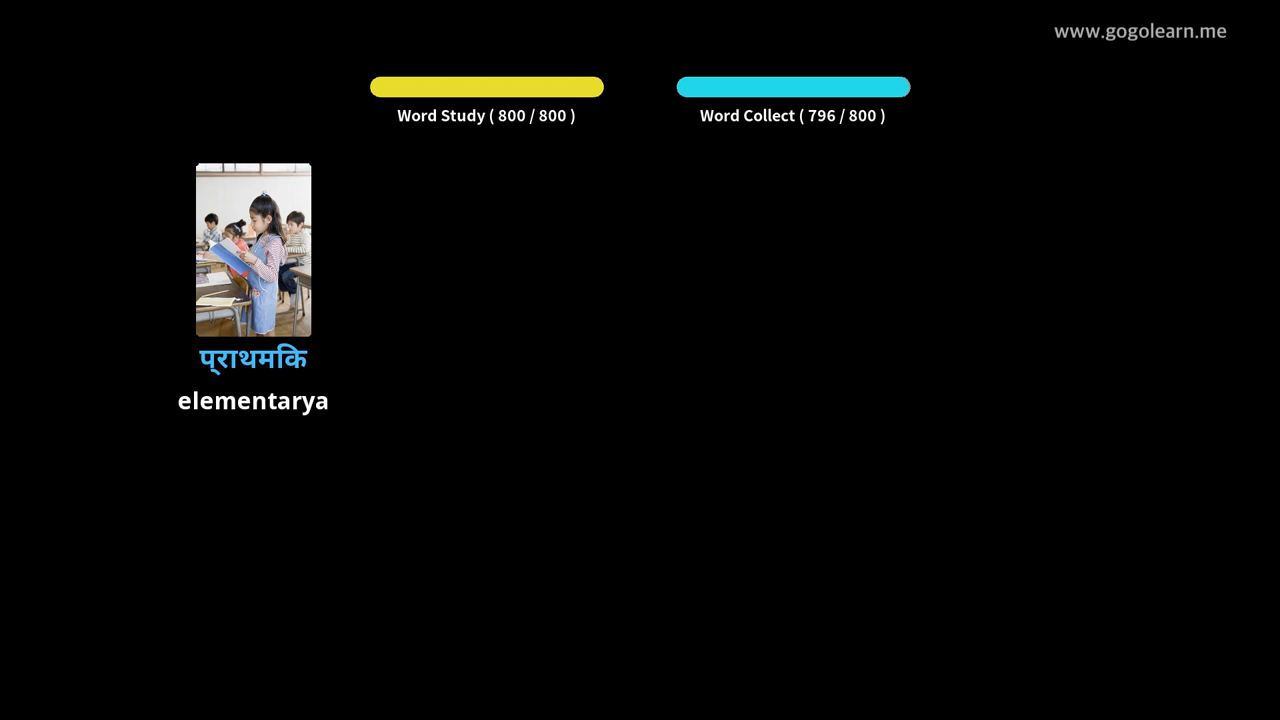 www.gogolearn.me
Word Study ( 800 / 800 )
Word Collect ( 796 / 800 )
प्राथमकि
elementarya